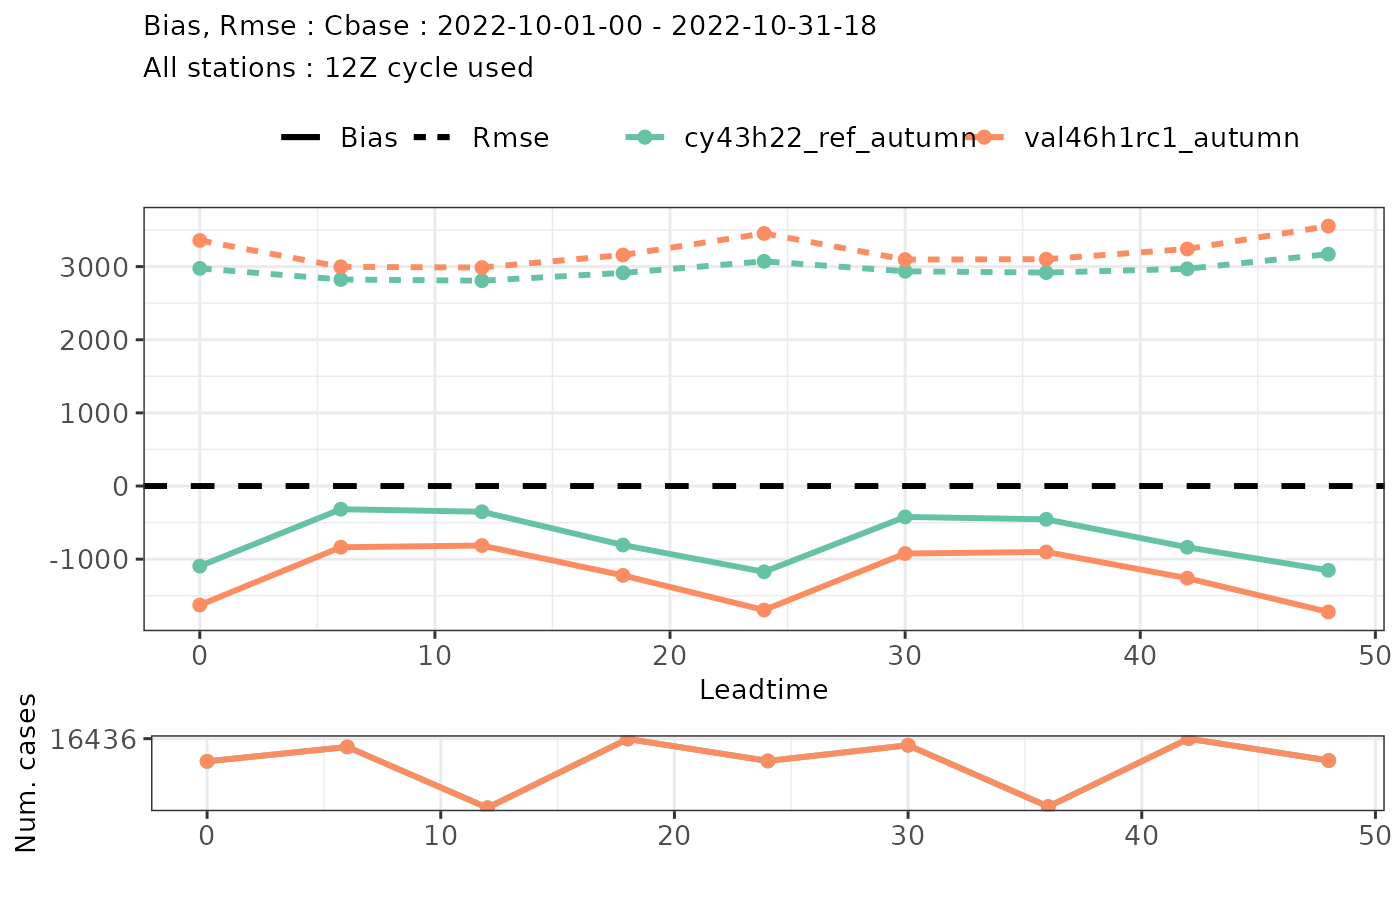 Bias, Rmse : Cbase : 2022-10-01-00 - 2022-10-31-18
All stations : 12Z cycle used
Bias Rmse cy43h22_ref_autumn val46h1rc1_autumn
3000
2000
1000
0
-1000
0 10 20 30 40 50
Leadtime
Num. cases
16436
0 10 20 30 40 50